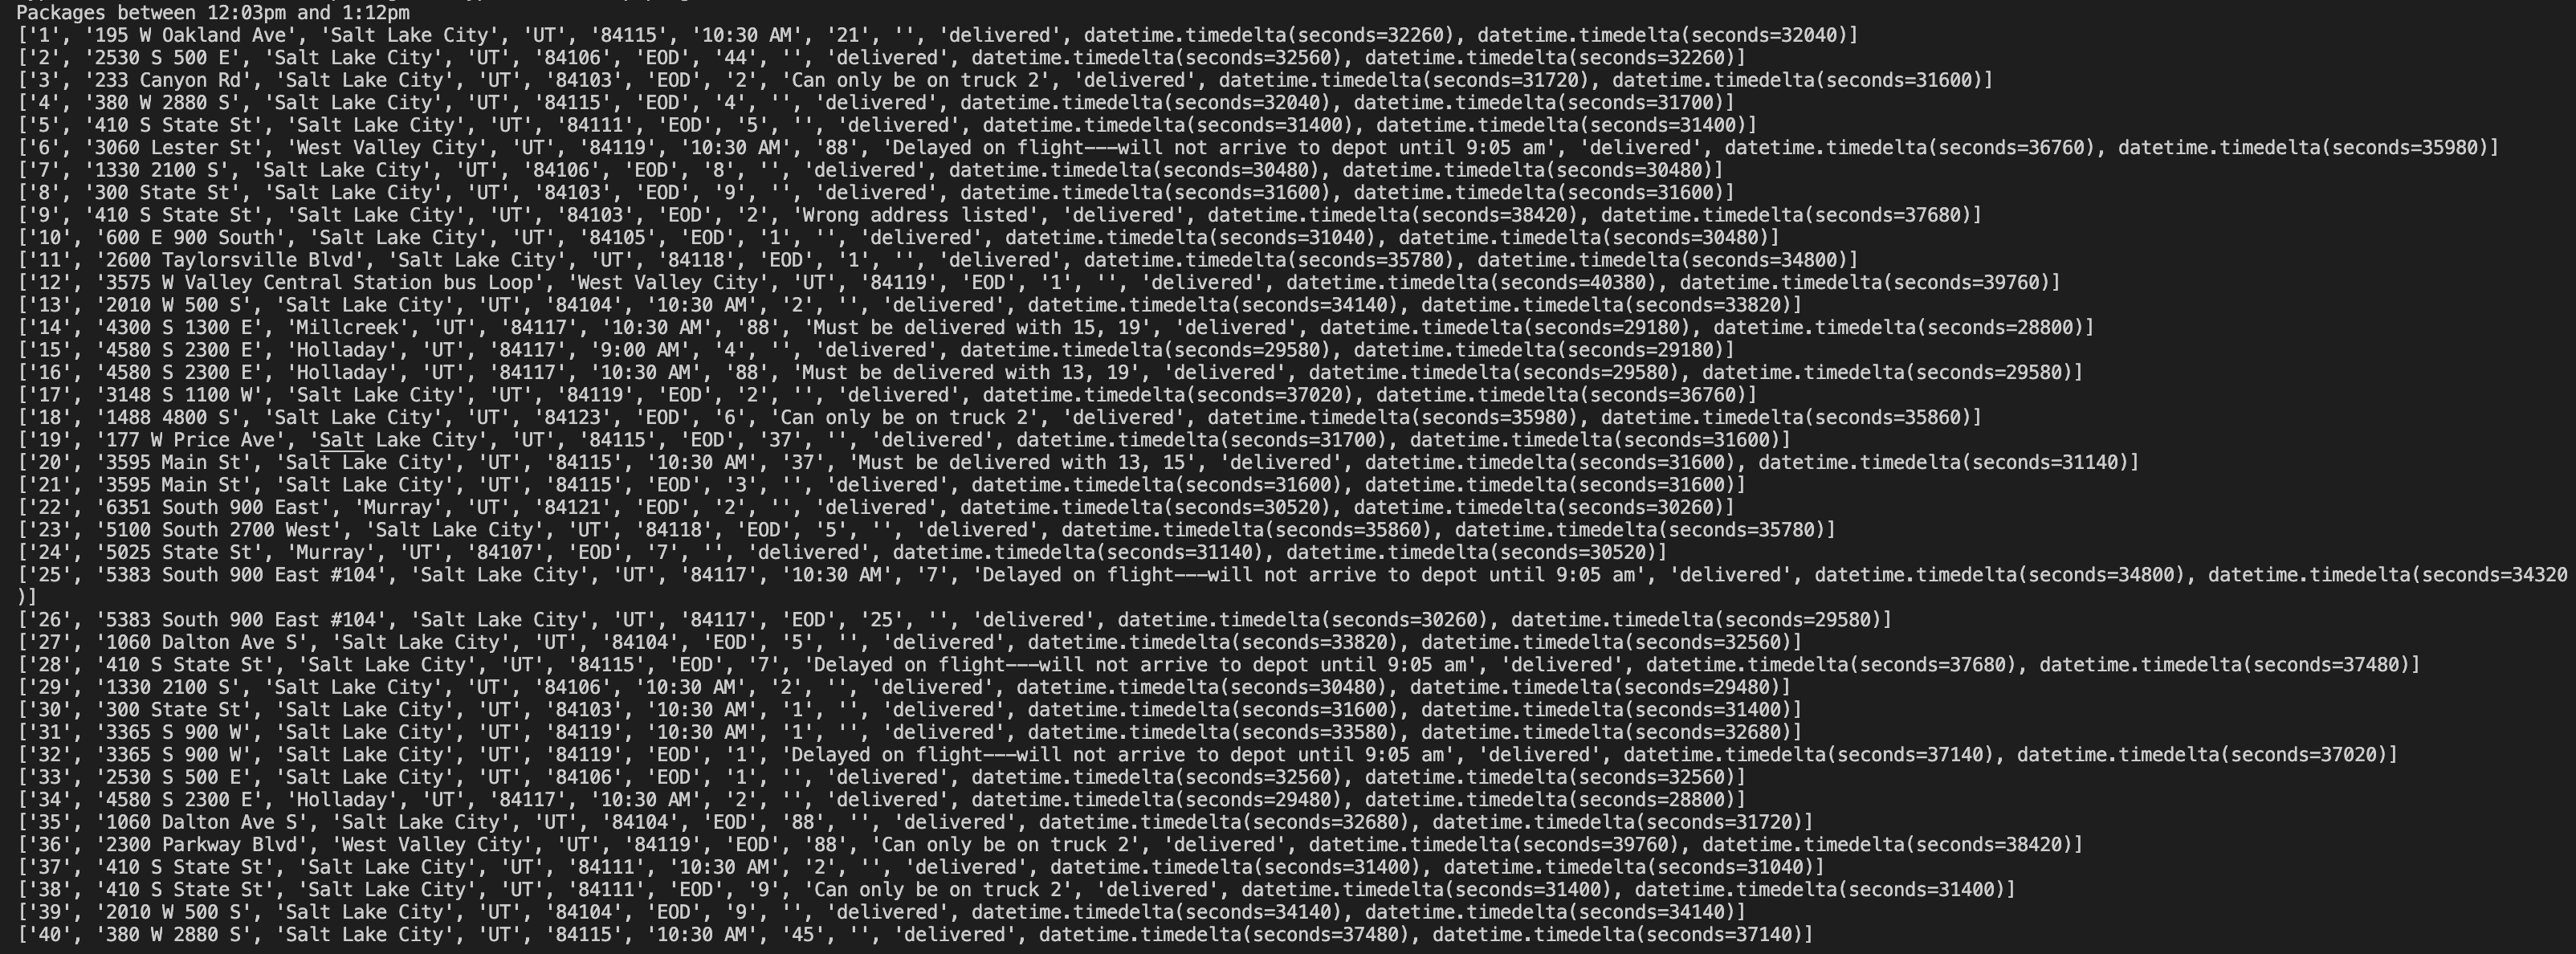 Packages between 12:03pm and 1:12pm
['1', '195 W Oakland Ave', 'Salt Lake City', 'UT', '84115', '10:30 AM', '21', '', 'delivered', datetime.timedelta(seconds=32260), datetime.timedelta(seconds=32040)]
['2', '2530 S 500 E', 'Salt Lake City', 'UT', '84106', 'EOD', '44', '', 'delivered', datetime.timedelta(seconds=32560), datetime.timedelta(seconds=32260)]
['3', '233 Canyon Rd', 'Salt Lake City', 'UT', '84103', 'EOD', '2', 'Can only be on truck 2', 'delivered', datetime.timedelta(seconds=31720), datetime.timedelta(seconds=31600)]
['4', '380 W 2880 S', 'Salt Lake City', 'UT', '84115', 'EOD', '4', '', 'delivered', datetime.timedelta(seconds=32040), datetime.timedelta(seconds=31700)]
['5', '410 S State St', 'Salt Lake City', 'UT', '84111', 'EOD', '5', '', 'delivered', datetime.timedelta(seconds=31400), datetime.timedelta(seconds=31400)]
['6', '3060 Lester St', 'West Valley City', 'UT', '84119', '10:30 AM', '88', 'Delayed on flight---will not arrive to depot until 9:05 am', 'delivered', datetime.timedelta(seconds=36760), datetime.timedelta(seconds=35980)]
['7', '1330 2100 S', 'Salt Lake City', 'UT', '84106', 'EOD', '8', '', 'delivered', datetime.timedelta(seconds=30480), datetime.timedelta(seconds=30480)]
['8', '300 State St', 'Salt Lake City', 'UT', '84103', 'EOD', '9', '', 'delivered', datetime.timedelta(seconds=31600), datetime.timedelta(seconds=31600)]
['9', '410 S State St', 'Salt Lake City', 'UT', '84103', 'EOD', '2', 'Wrong address listed', 'delivered', datetime.timedelta(seconds=38420), datetime.timedelta(seconds=37680)]
['10', '600 E 900 South', 'Salt Lake City', 'UT', '84105', 'EOD', '1', '', 'delivered', datetime.timedelta(seconds=31040), datetime.timedelta(seconds=30480)]
['11', '2600 Taylorsville Blvd', 'Salt Lake City', 'UT', '84118', 'EOD', '1', '', 'delivered', datetime.timedelta(seconds=35780), datetime.timedelta(seconds=34800)]
['12', '3575 W Valley Central Station bus Loop', 'West Valley City', 'UT', '84119', 'EOD', '1', '', 'delivered', datetime.timedelta(seconds=40380), datetime.timedelta(seconds=39760)]
['13', '2010 W 500 S', 'Salt Lake City', 'UT', '84104', '10:30 AM', '2', '', 'delivered', datetime.timedelta(seconds=34140), datetime.timedelta(seconds=33820)]
['14', '4300 S 1300 E', 'Millcreek', 'UT', '84117', '10:30 AM', '88', 'Must be delivered with 15, 19', 'delivered', datetime.timedelta(seconds=29180), datetime.timedelta(seconds=28800)]
['15', '4580 S 2300 E', 'Holladay', 'UT', '84117', '9:00 AM', '4', '', 'delivered', datetime.timedelta(seconds=29580), datetime.timedelta(seconds=29180)]
['16', '4580 S 2300 E', 'Holladay', 'UT', '84117', '10:30 AM', '88', 'Must be delivered with 13, 19', 'delivered', datetime.timedelta(seconds=29580), datetime.timedelta(seconds=29580)]
['17', '3148 S 1100 W', 'Salt Lake City', 'UT', '84119', 'EOD', '2', '', 'delivered', datetime.timedelta(seconds=37020), datetime.timedelta(seconds=36760)]
['18', '1488 4800 S', 'Salt Lake City', 'UT', '84123', 'EOD', '6', 'Can only be on truck 2', 'delivered', datetime.timedelta(seconds=35980), datetime.timedelta(seconds=35860)]
['19', '177 W Price Ave', 'Salt Lake City', 'UT', '84115', 'EOD', '37', '', 'delivered', datetime.timedelta(seconds=31700), datetime.timedelta(seconds=31600)]
['20', '3595 Main St', 'Salt Lake City', 'UT', '84115', '10:30 AM', '37', 'Must be delivered with 13, 15', 'delivered', datetime.timedelta(seconds=31600), datetime.timedelta(seconds=31140)]
['21', '3595 Main St', 'Salt Lake City', 'UT', '84115', 'EOD', '3', '', 'delivered', datetime.timedelta(seconds=31600), datetime.timedelta(seconds=31600)]
['22', '6351 South 900 East', 'Murray', 'UT', '84121', 'EOD', '2', '', 'delivered', datetime.timedelta(seconds=30520), datetime.timedelta(seconds=30260)]
['23', '5100 South 2700 West', 'Salt Lake City', 'UT', '84118', 'EOD', '5', '', 'delivered', datetime.timedelta(seconds=35860), datetime.timedelta(seconds=35780)]
['24', '5025 State St', 'Murray', 'UT', '84107', 'EOD', '7', '', 'delivered', datetime.timedelta(seconds=31140), datetime.timedelta(seconds=30520)]
['25', '5383 South 900 East #104', 'Salt Lake City', 'UT', '84117', '10:30 AM', '7', 'Delayed on flight---will not arrive to depot until 9:05 am', 'delivered', datetime.timedelta(seconds=34800), datetime.timedelta(seconds=34320
)]
['26', '5383 South 900 East #104', 'Salt Lake City', 'UT', '84117', 'EOD', '25', '', 'delivered', datetime.timedelta(seconds=30260), datetime.timedelta(seconds=29580)]
['27', '1060 Dalton Ave S', 'Salt Lake City', 'UT', '84104', 'EOD', '5', '', 'delivered', datetime.timedelta(seconds=33820), datetime.timedelta(seconds=32560)]
['28', '410 S State St', 'Salt Lake City', 'UT', '84115', 'EOD', '7', 'Delayed on flight---will not arrive to depot until 9:05 am', 'delivered', datetime.timedelta(seconds=37680), datetime.timedelta(seconds=37480)]
['29', '1330 2100 S', 'Salt Lake City', 'UT', '84106', '10:30 AM', '2', '', 'delivered', datetime.timedelta(seconds=30480), datetime.timedelta(seconds=29480)]
['30', '300 State St', 'Salt Lake City', 'UT', '84103', '10:30 AM', '1', '', 'delivered', datetime.timedelta(seconds=31600), datetime.timedelta(seconds=31400)]
['31', '3365 S 900 W', 'Salt Lake City', 'UT', '84119', '10:30 AM', '1', '', 'delivered', datetime.timedelta(seconds=33580), datetime.timedelta(seconds=32680)]
['32', '3365 S 900 W', 'Salt Lake City', 'UT', '84119', 'EOD', '1', 'Delayed on flight---will not arrive to depot until 9:05 am', 'delivered', datetime.timedelta(seconds=37140), datetime.timedelta(seconds=37020)]
['33', '2530 S 500 E', 'Salt Lake City', 'UT', '84106', 'EOD', '1', '', 'delivered', datetime.timedelta(seconds=32560), datetime.timedelta(seconds=32560)]
['34', '4580 S 2300 E', 'Holladay', 'UT', '84117', '10:30 AM', '2', '', 'delivered', datetime.timedelta(seconds=29480), datetime.timedelta(seconds=28800)]
['35', '1060 Dalton Ave S', 'Salt Lake City', 'UT', '84104', 'EOD', '88', '', 'delivered', datetime.timedelta(seconds=32680), datetime.timedelta(seconds=31720)]
['36', '2300 Parkway Blvd', 'West Valley City', 'UT', '84119', 'EOD', '88', 'Can only be on truck 2', 'delivered', datetime.timedelta(seconds=39760), datetime.timedelta(seconds=38420)]
['37', '410 S State St', 'Salt Lake City', 'UT', '84111', '10:30 AM', '2', '', 'delivered', datetime.timedelta(seconds=31400), datetime.timedelta(seconds=31040)]
['38', '410 S State St', 'Salt Lake City', 'UT', '84111', 'EOD', '9', 'Can only be on truck 2', 'delivered', datetime.timedelta(seconds=31400), datetime.timedelta(seconds=31400)]
['39', '2010 W 500 S', 'Salt Lake City', 'UT', '84104', 'EOD', '9', '', 'delivered', datetime.timedelta(seconds=34140), datetime.timedelta(seconds=34140)]
['40', '380 W 2880 S', 'Salt Lake City', 'UT', '84115', '10:30 AM', '45', '', 'delivered', datetime.timedelta(seconds=37480), datetime.timedelta(seconds=37140)]